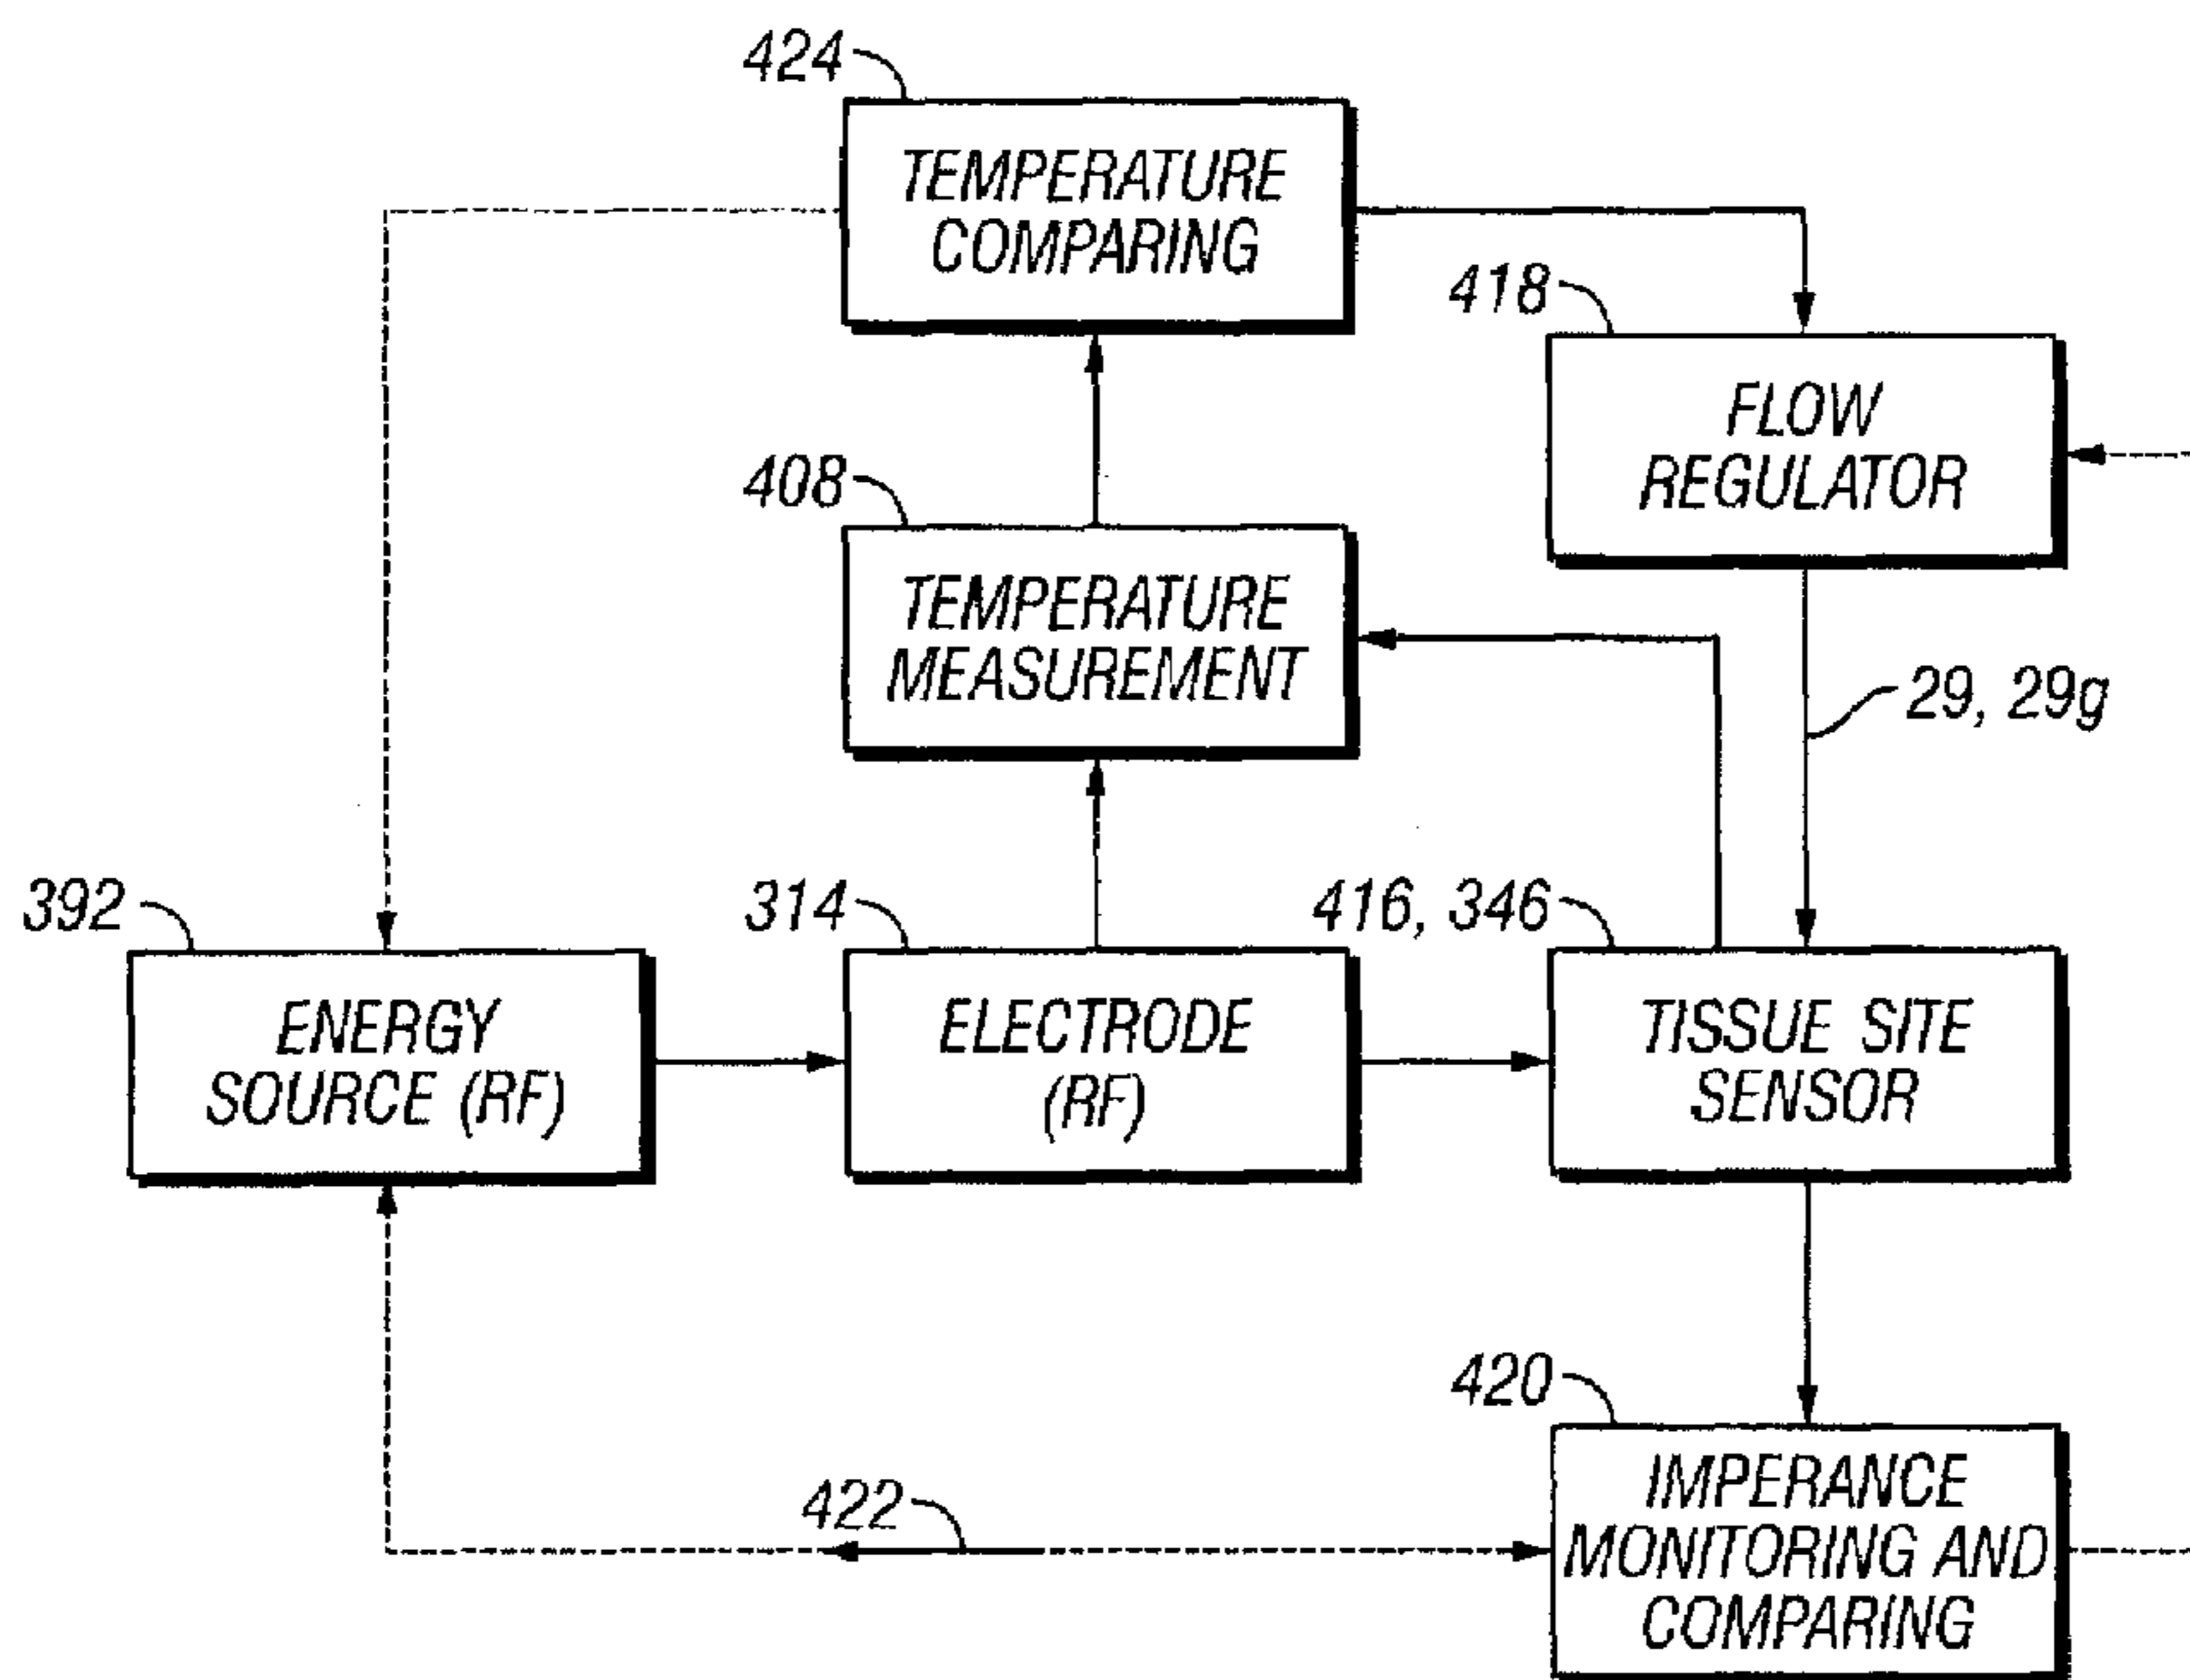 424
TEMPERATURE
COMPARING
418
FLOW
REGULATOR
408
TEMPERATURE
MEASUREMENT
29, 29g
392
ENERGY
SOURCE (RF)
314
ELECTRODE
(RF)
416, 346
TISSUE SITE
SENSOR
420
IMPERANCE
MONITORING AND
COMPARING
422